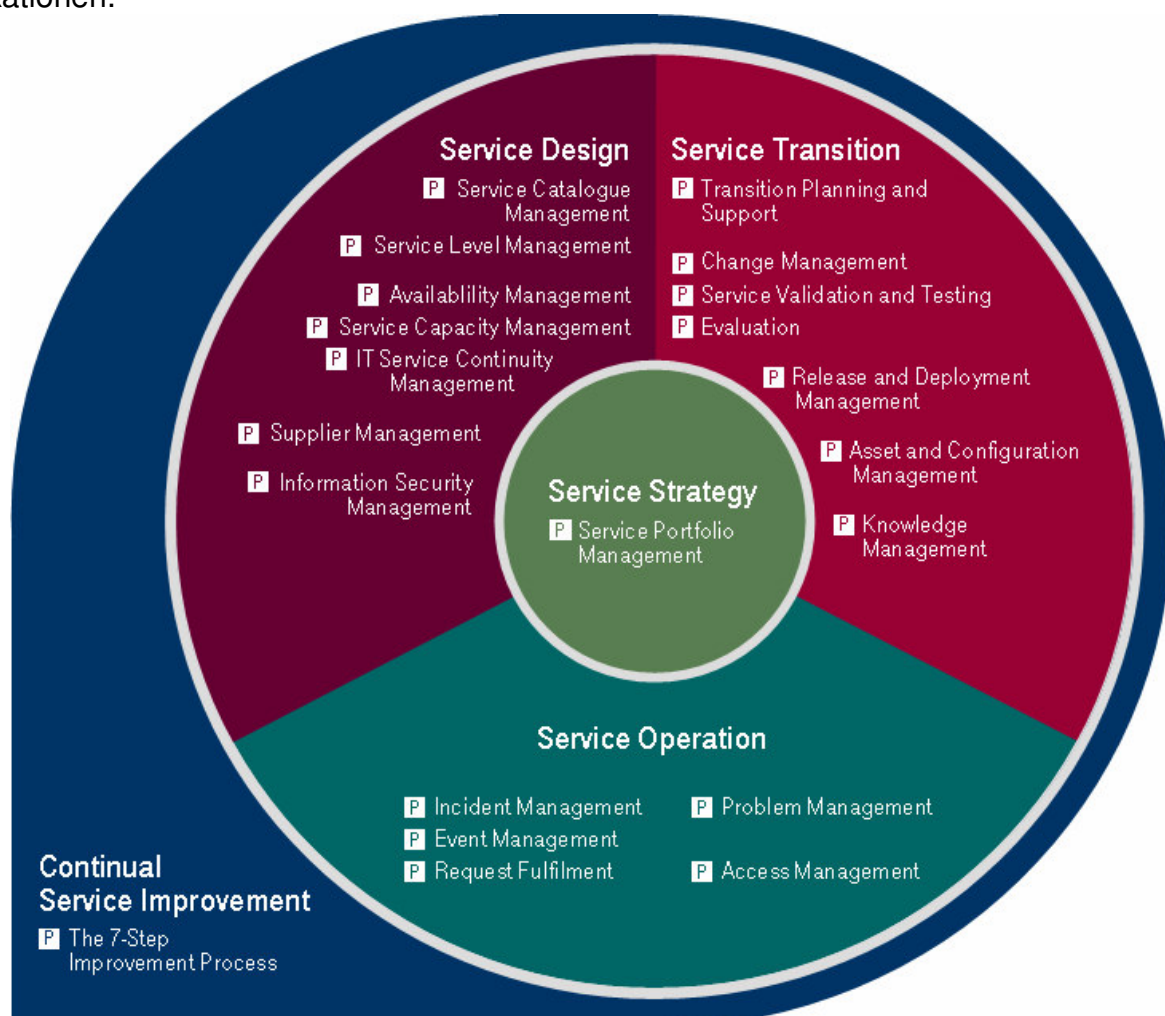 Service Design
P Service Catalogue
Management
P Service Level Management
P Availablility Management
P Service Capacity Management
P IT Service Continuity
Management
P Supplier Management
P Information Security
Management
Service Transition
P Transition Planning and
Support
P Change Management
P Service Validation and Testing
P Evaluation
P Release and Deployment
Management
P Asset and Configuration
Management
P Knowledge
Management
Service Strategy
P Service Portfolio
Management
Service Operation
P Incident Management
P Event Management
P Request Fulfilment
P Problem Management
P Access Management
Continual
Service Improvement
P The 7-Step
Improvement Process